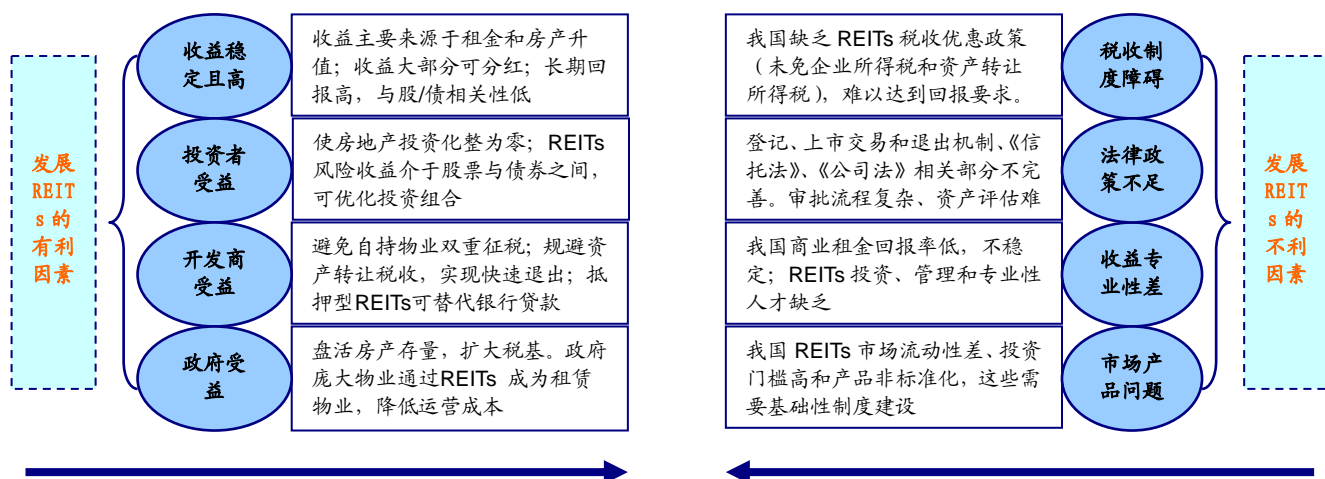 发展
REIT
s 的
有利
因素
收益稳
定且高
收益主要来源于租金和房产升
值；收益大部分可分红；长期回
报高，与股/债相关性低
投资者
受益
使房地产投资化整为零；REITs
风险收益介于股票与债券之间，
可优化投资组合
开发商
受益
避免自持物业双重征税；规避资
产转让税收，实现快速退出；抵
押型REITs可替代银行贷款
政府受
益
盘活房产存量，扩大税基。政府
庞大物业通过REITs 成为租赁
物业，降低运营成本
我国缺乏 REITs 税收优惠政策
（未免企业所得税和资产转让
所得税），难以达到回报要求。
税收制
度障碍
登记、上市交易和退出机制、《信
托法》、《公司法》相关部分不完
善。审批流程复杂、资产评估难
法律政
策不足
我国商业租金回报率低，不稳
定；REITs 投资、管理和专业性
人才缺乏
收益专
业性差
我国 REITs 市场流动性差、投资
门槛高和产品非标准化，这些需
要基础性制度建设
市场产
品问题
发展
REIT
s 的
不利
因素